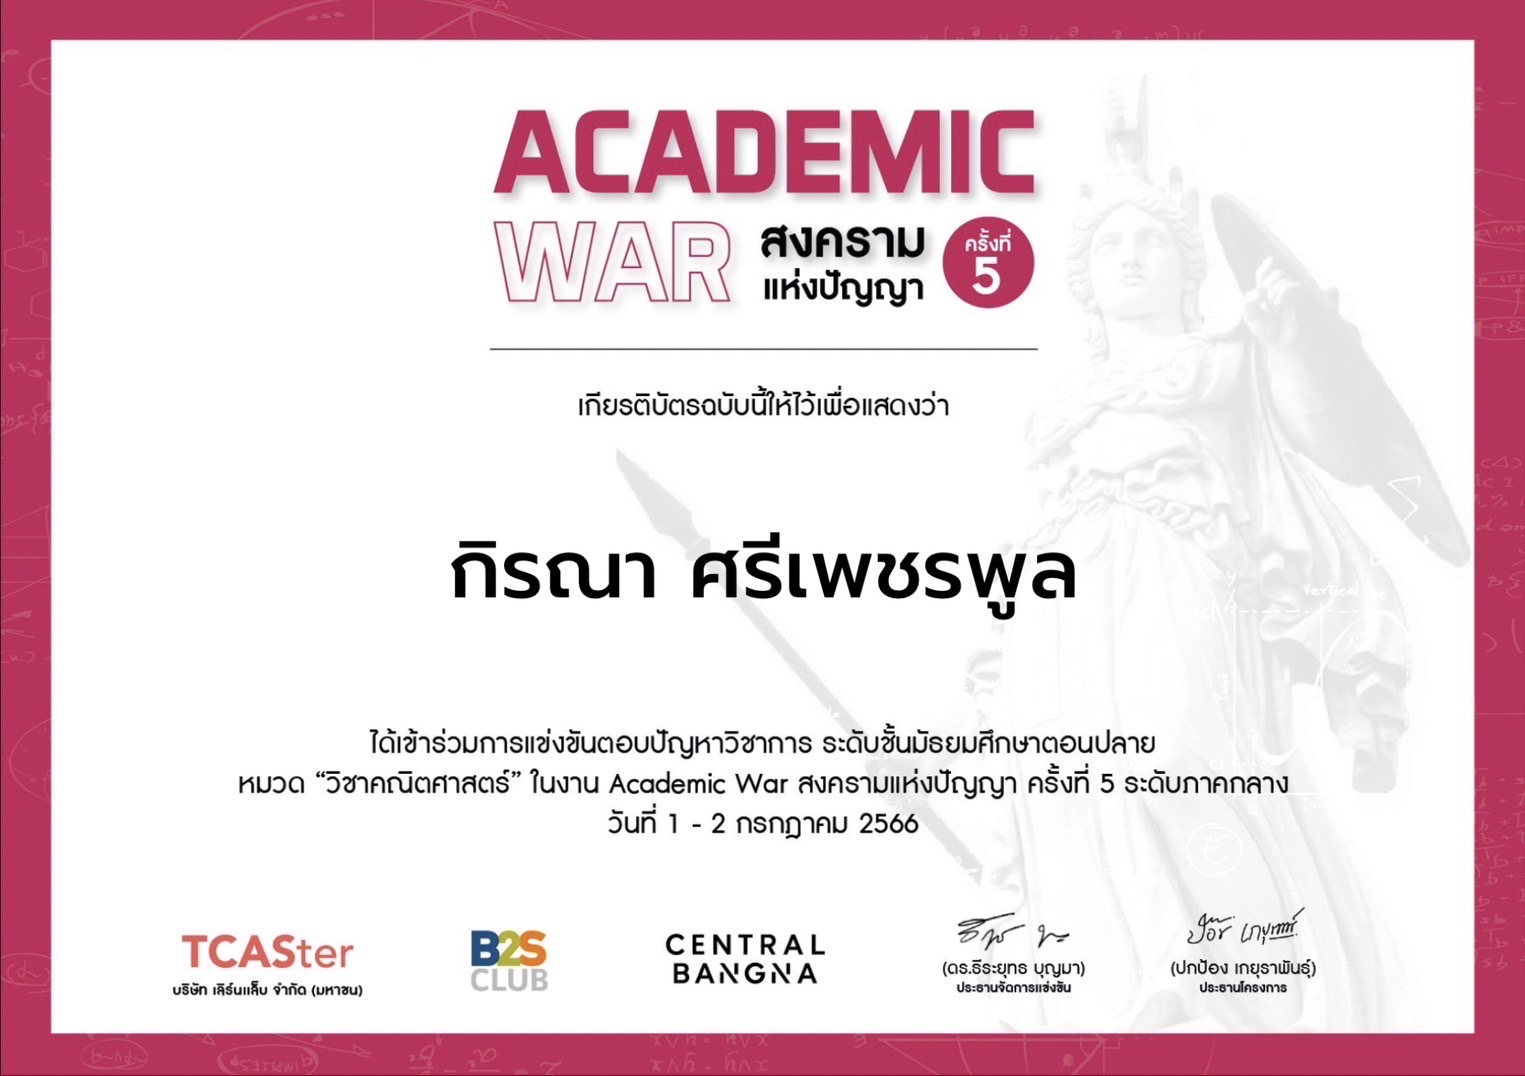 ACADEMIC
WAR สงคราม
แห่งปัญญา
ครั้งที่
5
เกียรติบัตรฉบับนี้ให้ไว้เพื่อแสดงว่า
กิรณา ศรีเพชรพูล
ได้เข้าร่วมการแข่งขันตอบปัญหาวิชาการ ระดับชั้นมัธยมศึกษาตอนปลาย
หมวด “วิชาคณิตศาสตร์” ในงาน Academic War สงครามแห่งปัญญา ครั้งที่ 5 ระดับภาคกลาง
วันที่ 1 - 2 กรกฎาคม 2566
TCASter
บริษัท เลิร์นแล็บ จำกัด (มหาชน)
B2S
CLUB
CENTRAL
BANGNA
(ดร.ธีระยุทธ บุญมา)
ประธานจัดการแข่งขัน
(ปกป้อง เกยุราพันธุ์)
ประธานโครงการ
Vertical